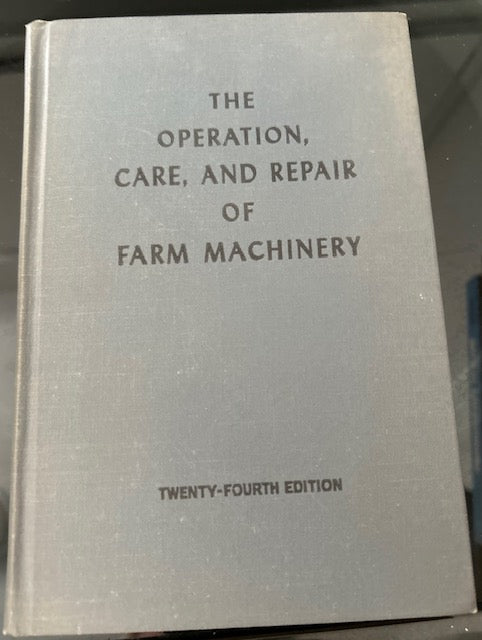 THE
OPERATION,
CARE, AND REPAIR
OF
FARM MACHINERY
TWENTY-FOURTH EDITION